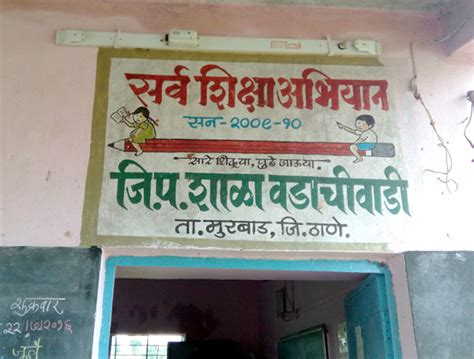 सर्व शिक्षा अभियान
सन-२००९-१०
सारे शिकूया, पुढे जाऊया.
जि.प. शाळा वडाचीवाडी
ता. मुरबाड, जि. ठाणे.
शुक्रवार